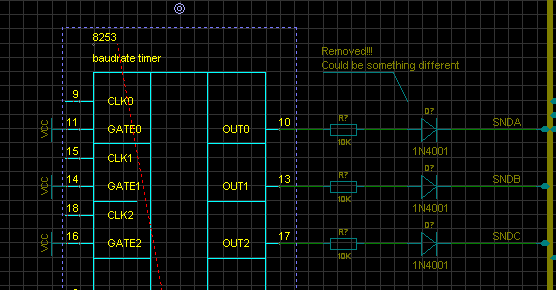 8253
baudrate timer
Removed!!!
Could be something different
9 CLK0
VCC 11 GATE0 OUT0 10 R? 10K D? 1N4001 SNDA
15 CLK1
VCC 14 GATE1 OUT1 13 R? 10K D? 1N4001 SNDB
18 CLK2
VCC 16 GATE2 OUT2 17 R? 10K D? 1N4001 SNDC